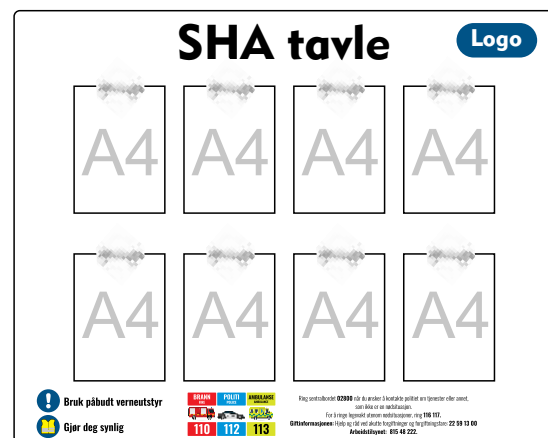 SHA tavle
Logo
A4 A4 A4 A4
A4 A4 A4 A4
Bruk påbudt verneutstyr
Gjør deg synlig
BRANN POLITI AMBULANSE
FIRE POLICE AMBULANCE
110 112 113
Ring sentralbordet 02800 når du ønsker å kontakte politiet om tjenester eller annet,
som ikke er en nødsituasjon.
For å ringe legevakt utenom nødsituasjoner, ring 116 117.
Giftinformasjonen: Hjelp og råd ved akutte forgiftninger og forgiftningsfare: 22 59 13 00
Arbeidstilsynet: 815 48 222.